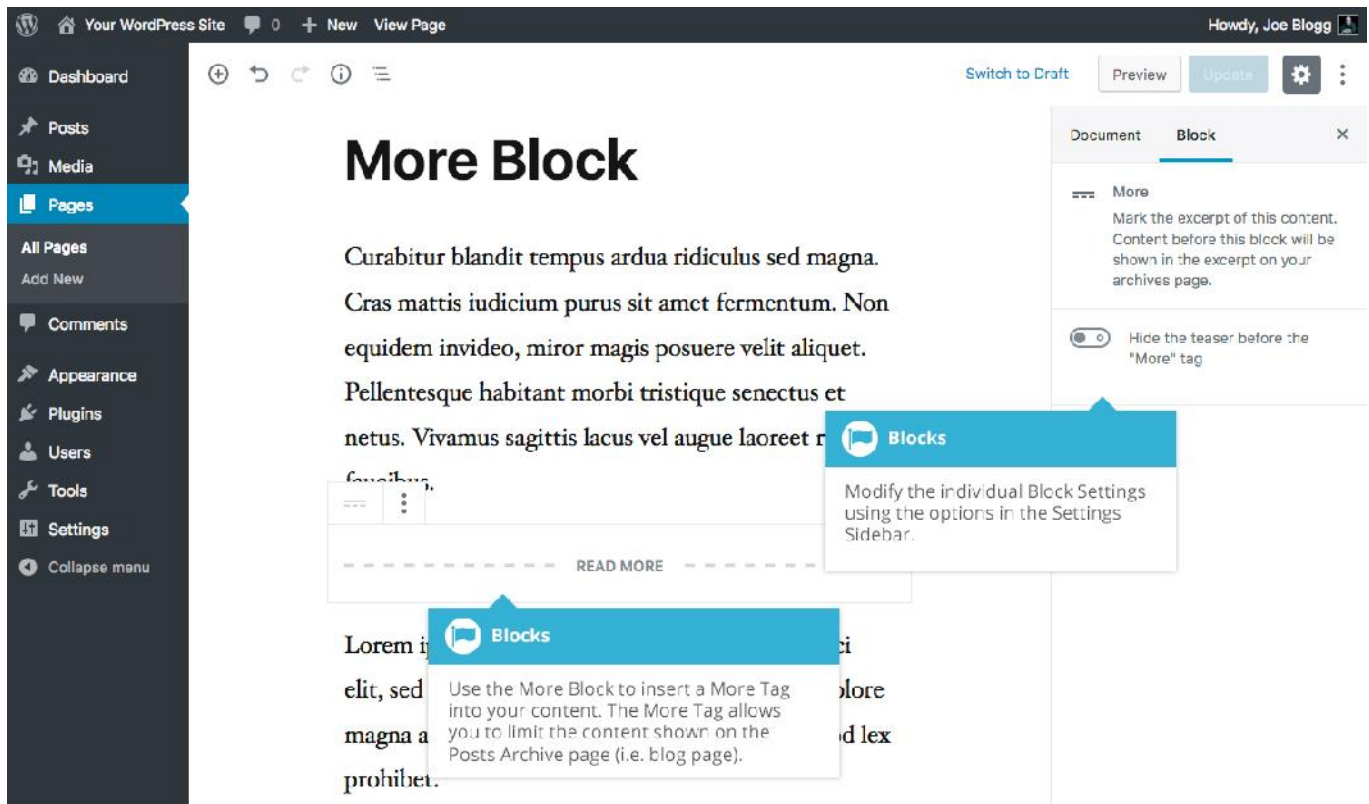 Your WordPress Site 0 New View Page Howdy, Joe Blogg
Dashboard
Posts
Media
Pages
All Pages
Add New
Comments
Appearance
Plugins
Users
Tools
Settings
Collapse menu
Switch to Draft Preview Update
More Block
Curabitur blandit tempus ardua ridiculus sed magna.
Cras mattis iudicium purus sit amet fermentum. Non
equidem invideo, miror magis posuere velit aliquet.
Pellentesque habitant morbi tristique senectus et
netus. Vivamus sagittis lacus vel augue laoreet
faucibus.
READ MORE
Lorem
elit, sed
magna
prohibet.
lex
Blocks
Use the More Block to insert a More Tag
into your content. The More Tag allows
you to limit the content shown on the
Posts Archive page (i.e. blog page).
Document Block
More
Mark the excerpt of this content.
Content before this block will be
shown in the excerpt on your
archives page.
Hide the teaser before the
"More" tag
Blocks
Modify the individual Block Settings
using the options in the Settings
Sidebar.